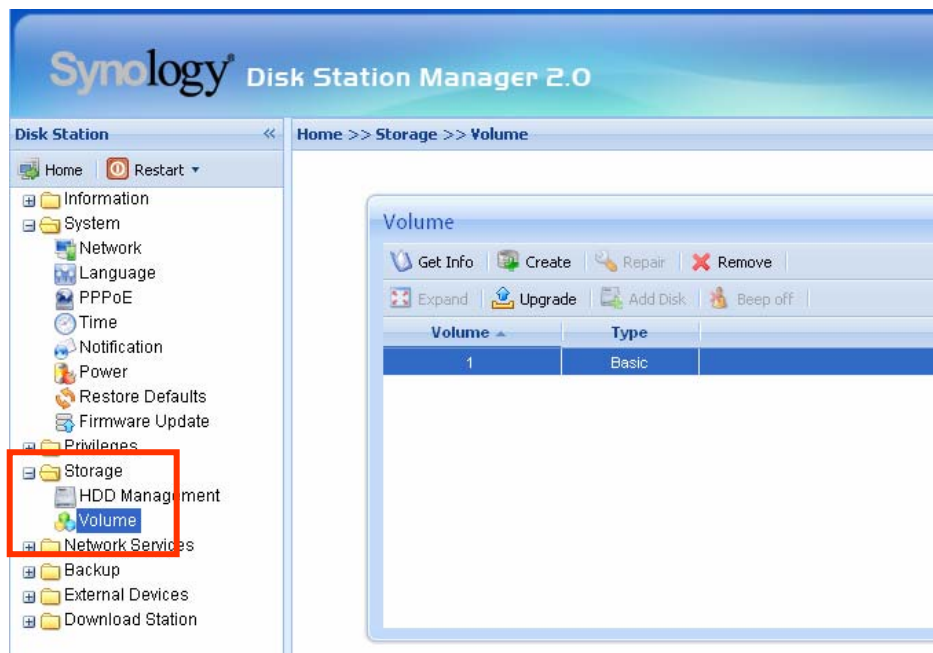 Synology® Disk Station Manager 2.0
Disk Station «
Home >> Storage >> Volume
Home Restart
Information
System
Network
Language
PPPoE
Time
Notification
Power
Restore Defaults
Firmware Update
Privileges
Storage
HDD Management
Volume
Network Services
Backup
External Devices
Download Station
Volume
Get Info Create Repair Remove
Expand Upgrade Add Disk Beep off
Volume Type
1 Basic